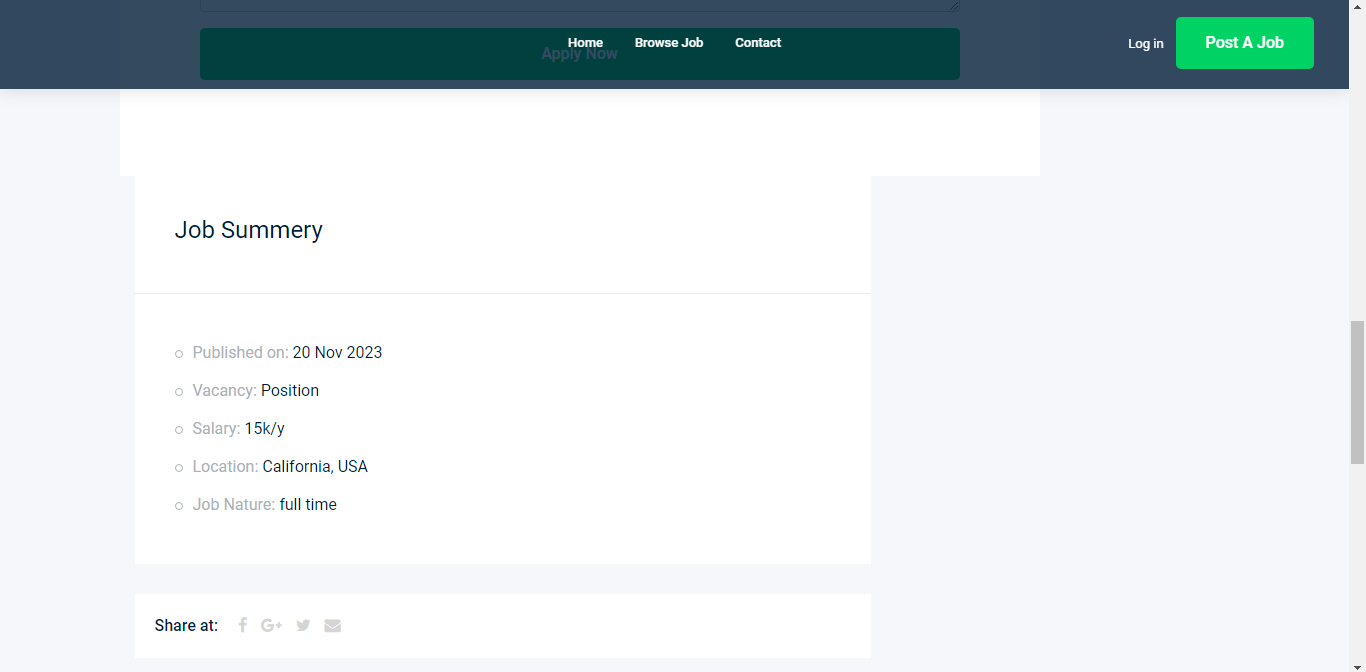 Home Browse Job Contact Log in Post A Job
Apply Now
Job Summery
Published on: 20 Nov 2023
Vacancy: Position
Salary: 15k/y
Location: California, USA
Job Nature: full time
Share at: G+